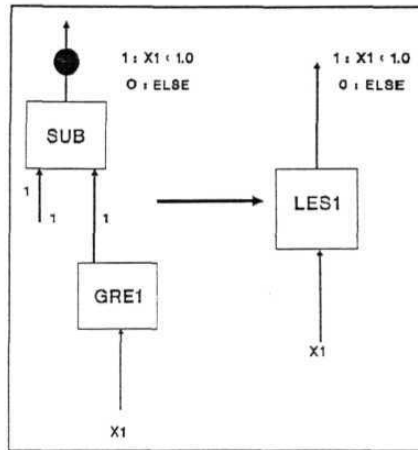 1 : X1 < 1.0
0 : ELSE
SUB
1
1
1
GRE1
X1
1 : X1 < 1.0
0 : ELSE
LES1
X1